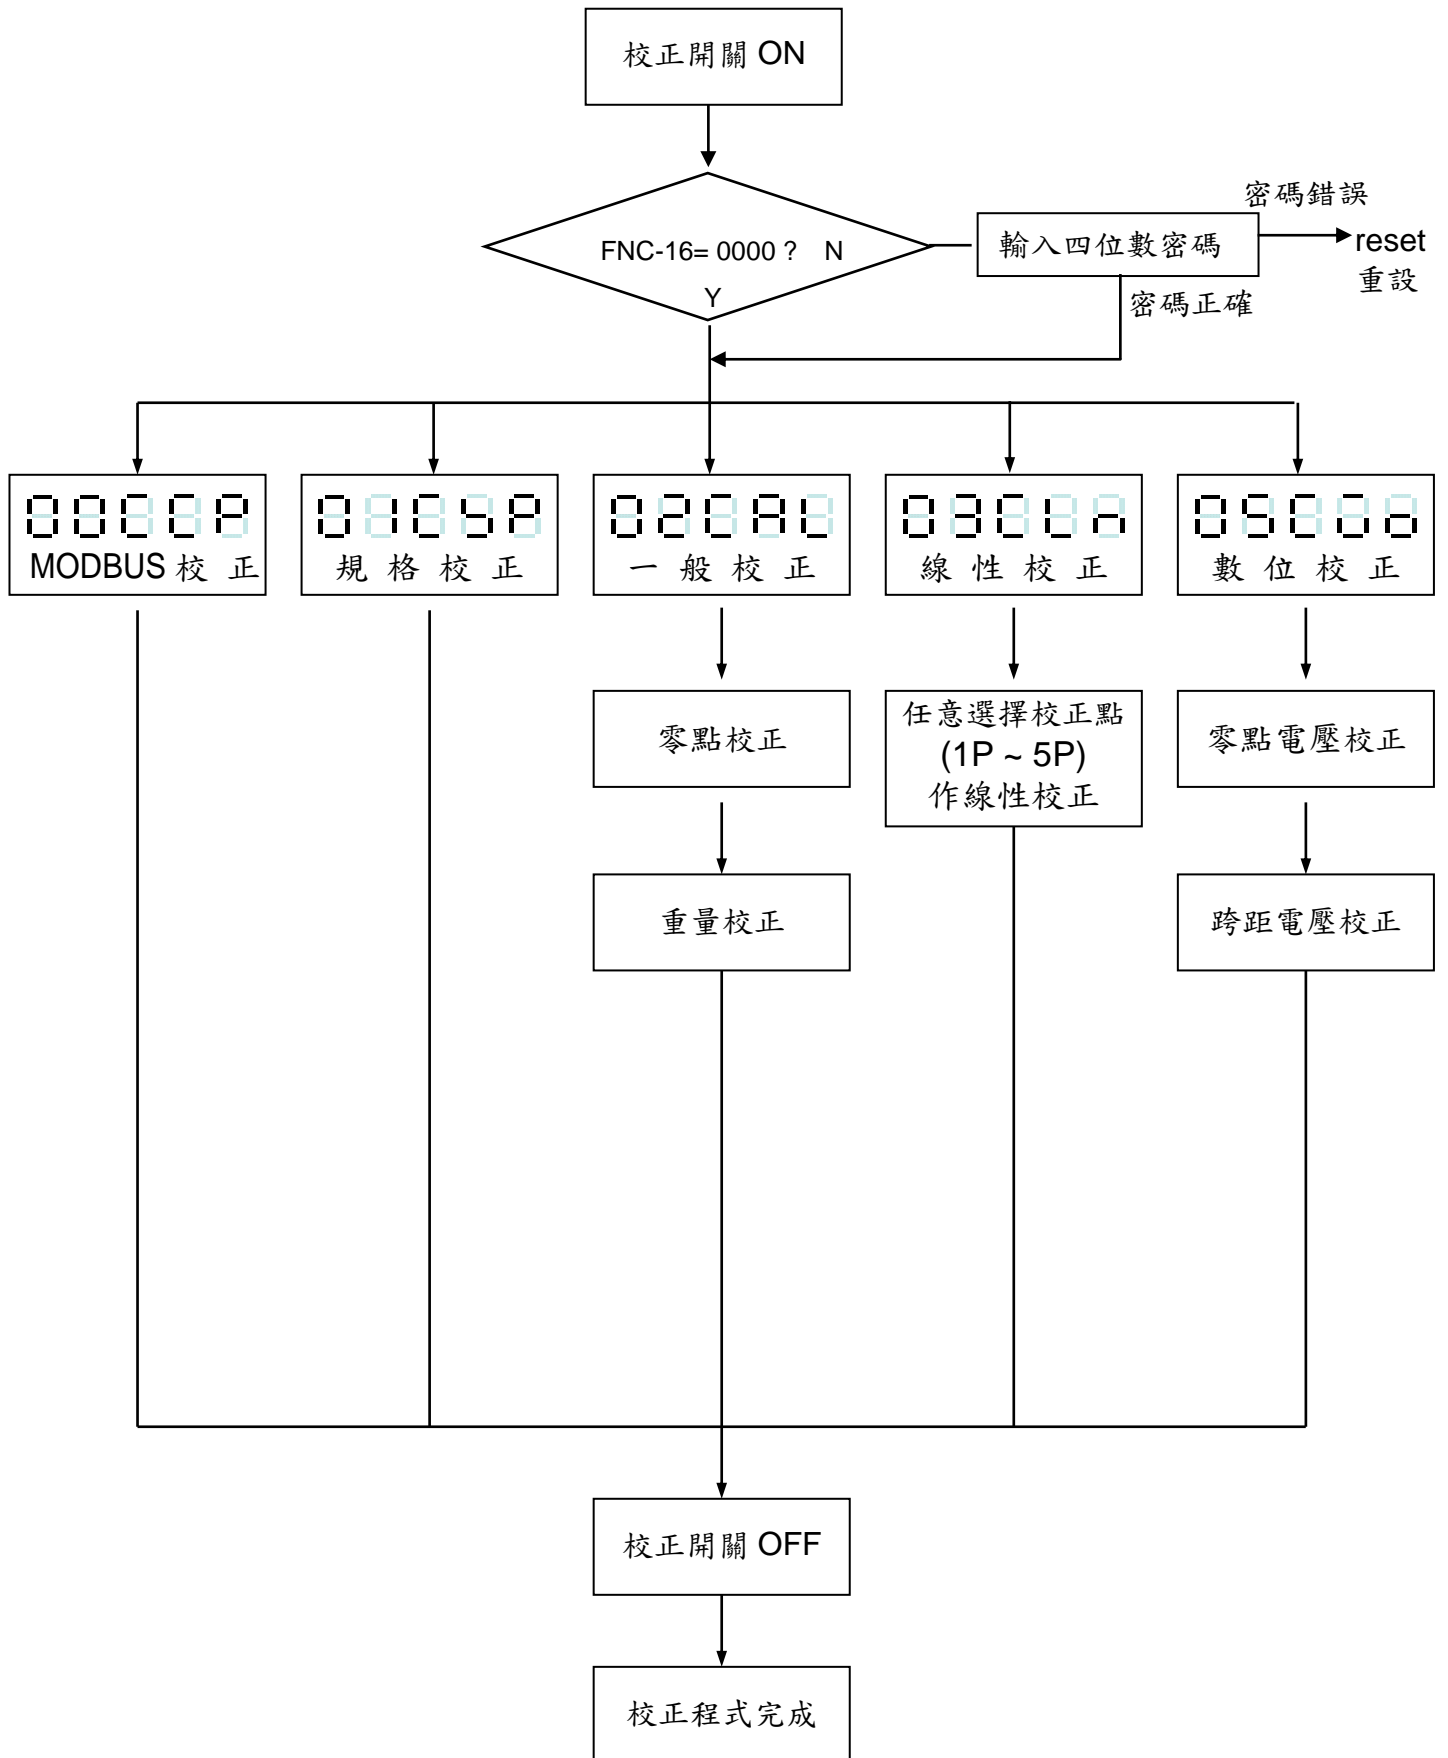 校正開關 ON
FNC-16= 0000 ? N
Y
輸入四位數密碼
密碼錯誤
reset
重設
密碼正確
00CCP
MODBUS 校 正
規 格 校 正
02CAL
一 般 校 正
03CLn
線 性 校 正
數 位 校 正
零點校正
任意選擇校正點
(1P ~ 5P)
作線性校正
零點電壓校正
重量校正
跨距電壓校正
校正開關 OFF
校正程式完成